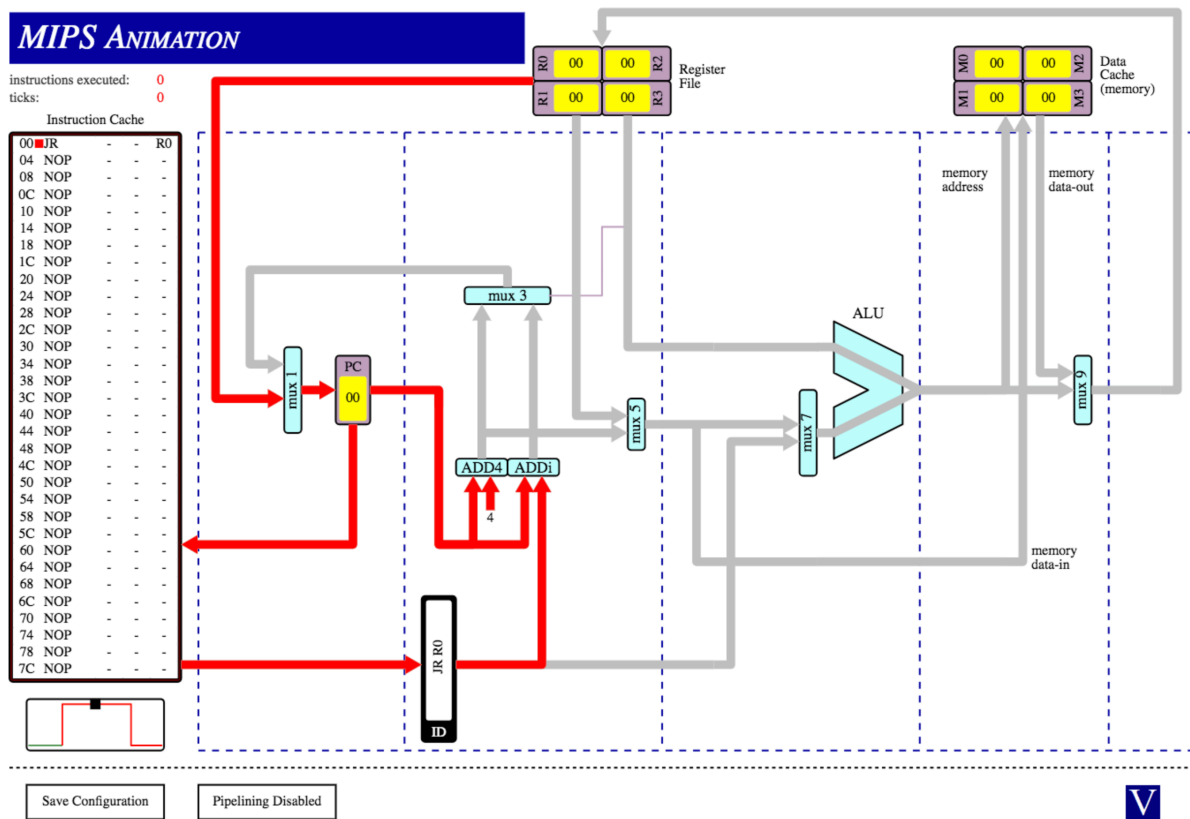 MIPS ANIMATION
instructions executed: 0
ticks: 0
Instruction Cache
00 JR - - R0
04 NOP - - -
08 NOP - - -
0C NOP - - -
10 NOP - - -
14 NOP - - -
18 NOP - - -
1C NOP - - -
20 NOP - - -
24 NOP - - -
28 NOP - - -
2C NOP - - -
30 NOP - - -
34 NOP - - -
38 NOP - - -
3C NOP - - -
40 NOP - - -
44 NOP - - -
48 NOP - - -
4C NOP - - -
50 NOP - - -
54 NOP - - -
58 NOP - - -
5C NOP - - -
60 NOP - - -
64 NOP - - -
68 NOP - - -
6C NOP - - -
70 NOP - - -
74 NOP - - -
78 NOP - - -
7C NOP - - -
R0 00 00 R2
R1 00 00 R3
Register
File
M0 00 00 M2
M1 00 00 M3
Data
Cache
(memory)
memory
address
memory
data-out
mux 3
ALU
mux 1
PC
00
mux 5
mux 7
mux 9
ADD4
ADDi
4
memory
data-in
JR R0
ID
Save Configuration
Pipelining Disabled
V